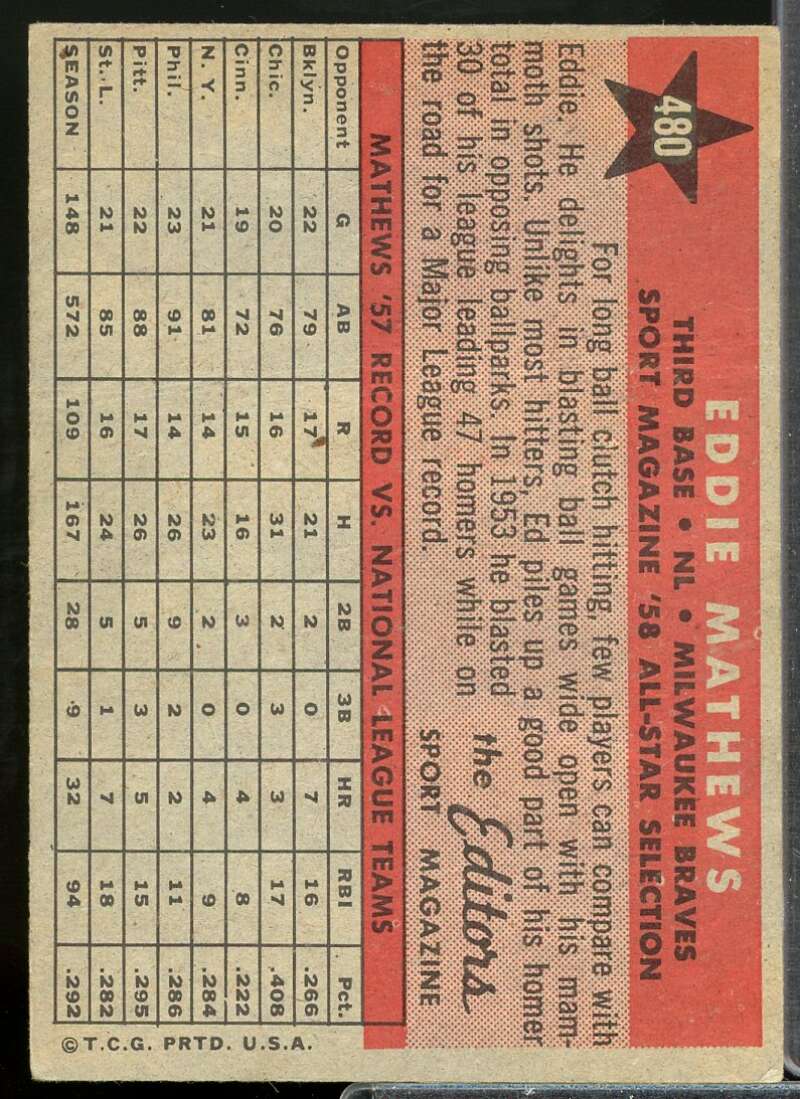 480
EDDIE MATHEWS
THIRD BASE • NL • MILWAUKEE BRAVES
SPORT MAGAZINE '58 ALL-STAR SELECTION
For long ball clutch hitting, few players can compare with
Eddie. He delights in blasting ball games wide open with his mam-
moth shots. Unlike most hitters, Ed piles up a good part of his homer
total in opposing ballparks. In 1953 he blasted
30 of his league leading 47 homers while on
the road for a Major League record.
the Editors
SPORT MAGAZINE
MATHEWS '57 RECORD VS. NATIONAL LEAGUE TEAMS
Opponent G AB R H 2B 3B HR RBI Pct.
Bklyn. 22 79 17 21 2 0 7 16 .266
Chic. 20 76 16 31 2 3 3 17 .408
Cinn. 19 72 15 16 3 0 4 8 .222
N. Y. 21 81 14 23 2 0 4 9 .284
Phil. 23 91 14 26 9 2 2 11 .286
Pitt. 22 88 17 26 5 3 5 15 .295
St. L. 21 85 16 24 5 1 7 18 .282
SEASON 148 572 109 167 28 9 32 94 .292
© T.C.G. PRTD. U.S.A.